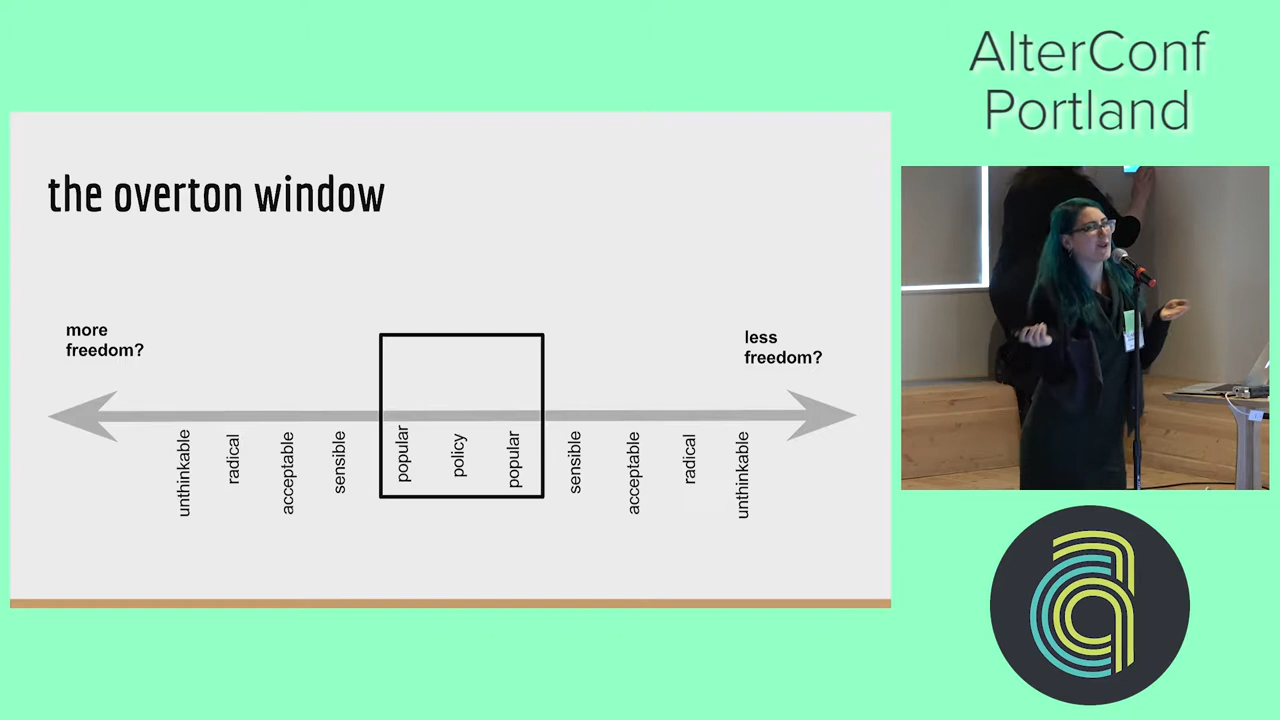 AlterConf
Portland
the overton window
more
freedom?
less
freedom?
unthinkable
radical
acceptable
sensible
popular
policy
popular
sensible
acceptable
radical
unthinkable